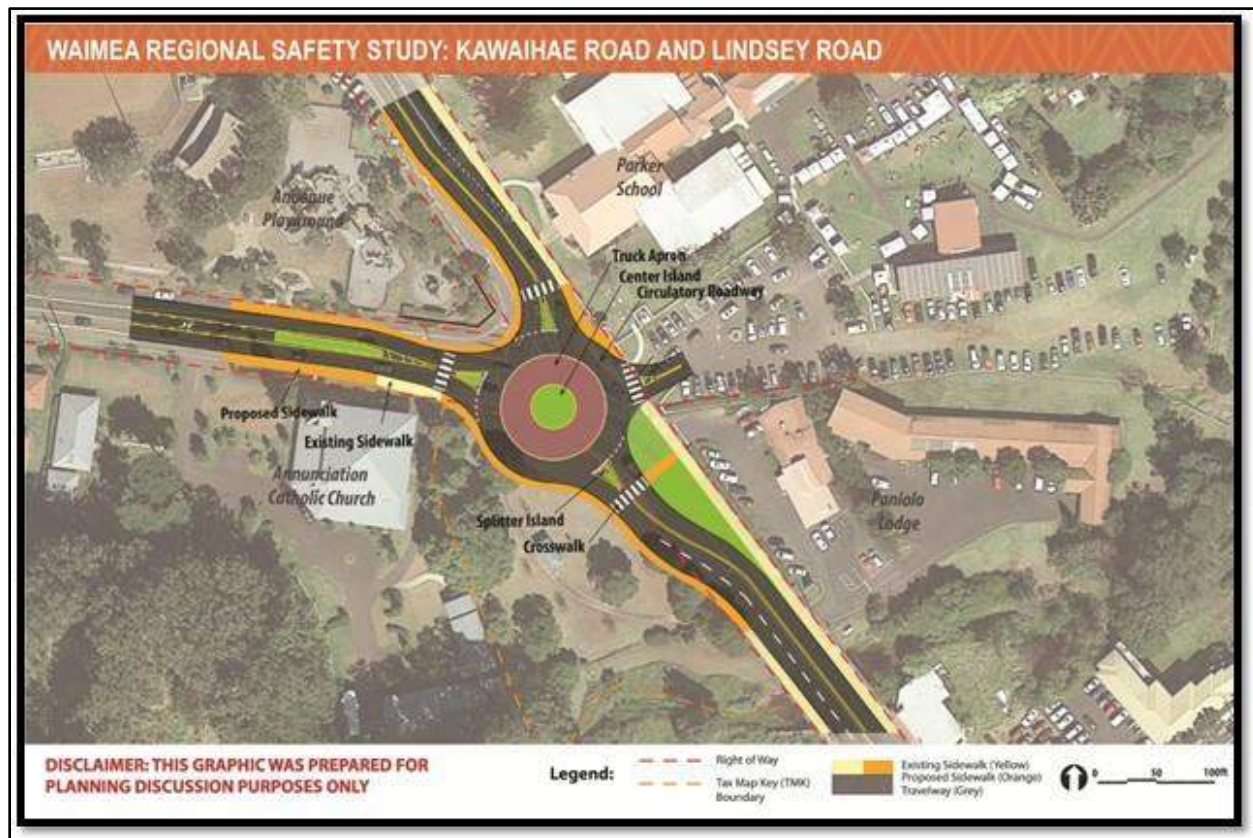 WAIMEA REGIONAL SAFETY STUDY: KAWAIHAE ROAD AND LINDSEY ROAD
Parker
School
Anuenue
Playground
Truck Apron
Center Island
Circulatory Roadway
Proposed Sidewalk
Existing Sidewalk
Annunciation
Catholic Church
Splitter Island
Crosswalk
Paniolo
Lodge
DISCLAIMER: THIS GRAPHIC WAS PREPARED FOR
PLANNING DISCUSSION PURPOSES ONLY
Legend:
Right of Way
Tax Map Key (TMK)
Boundary
Existing Sidewalk (Yellow)
Proposed Sidewalk (Orange)
Travelway (Grey)
0 50 100ft